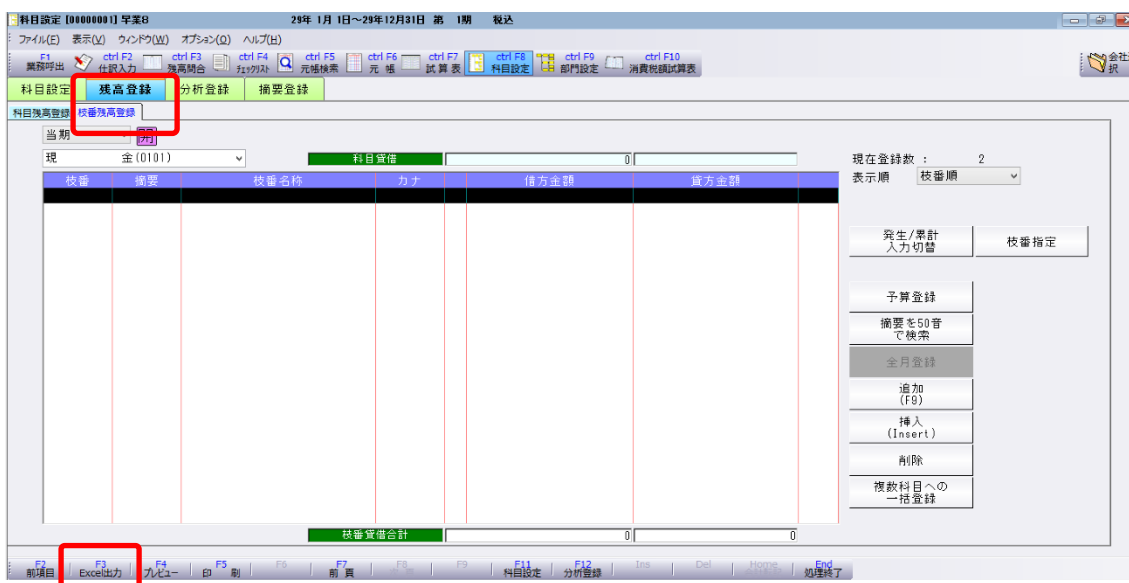 科目設定 [00000001] 早業8 29年 1月 1日～29年12月31日 第 1期 税込
ファイル(F) 表示(V) ウィンドウ(W) オプション(O) ヘルプ(H)
F1 ctrl F2 ctrl F3 ctrl F4 ctrl F5 ctrl F6 ctrl F7 ctrl F8 ctrl F9 ctrl F10 会社
業務呼出 仕訳入力 残高問合 ﾁｪｯｸﾘｽﾄ 元帳検索 元 帳 試 算 表 科目設定 部門設定 消費税額試算表 択
科目設定 残高登録 分析登録 摘要登録
科目残高登録 枝番残高登録
当期 開
現 金(0101) 科目貸借 0 現在登録数 : 2
表示順 枝番順
枝番 摘要 枝番名称 カナ 借方金額 貸方金額
発生/累計
入力切替
枝番指定
予算登録
摘要を50音
で検索
全月登録
追加
(F9)
挿入
(Insert)
削除
複数科目への
一括登録
枝番貸借合計 0 0
F2 F3 F4 F5 F6 F7 F8 F9 F11 F12 Ins Del Home End
前項目 Excel出力 プレビュー 印 刷 前 頁 科目設定 分析登録 処理終了